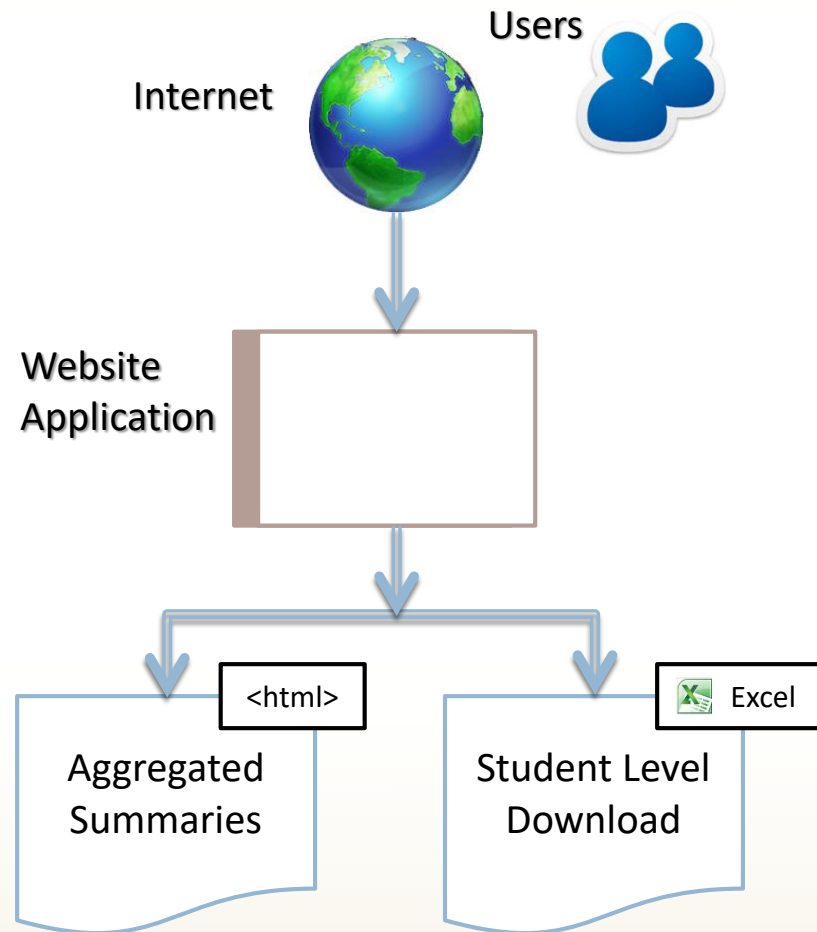 Users
Internet
Website
Application
<html>
Excel
Aggregated
Summaries
Student Level
Download